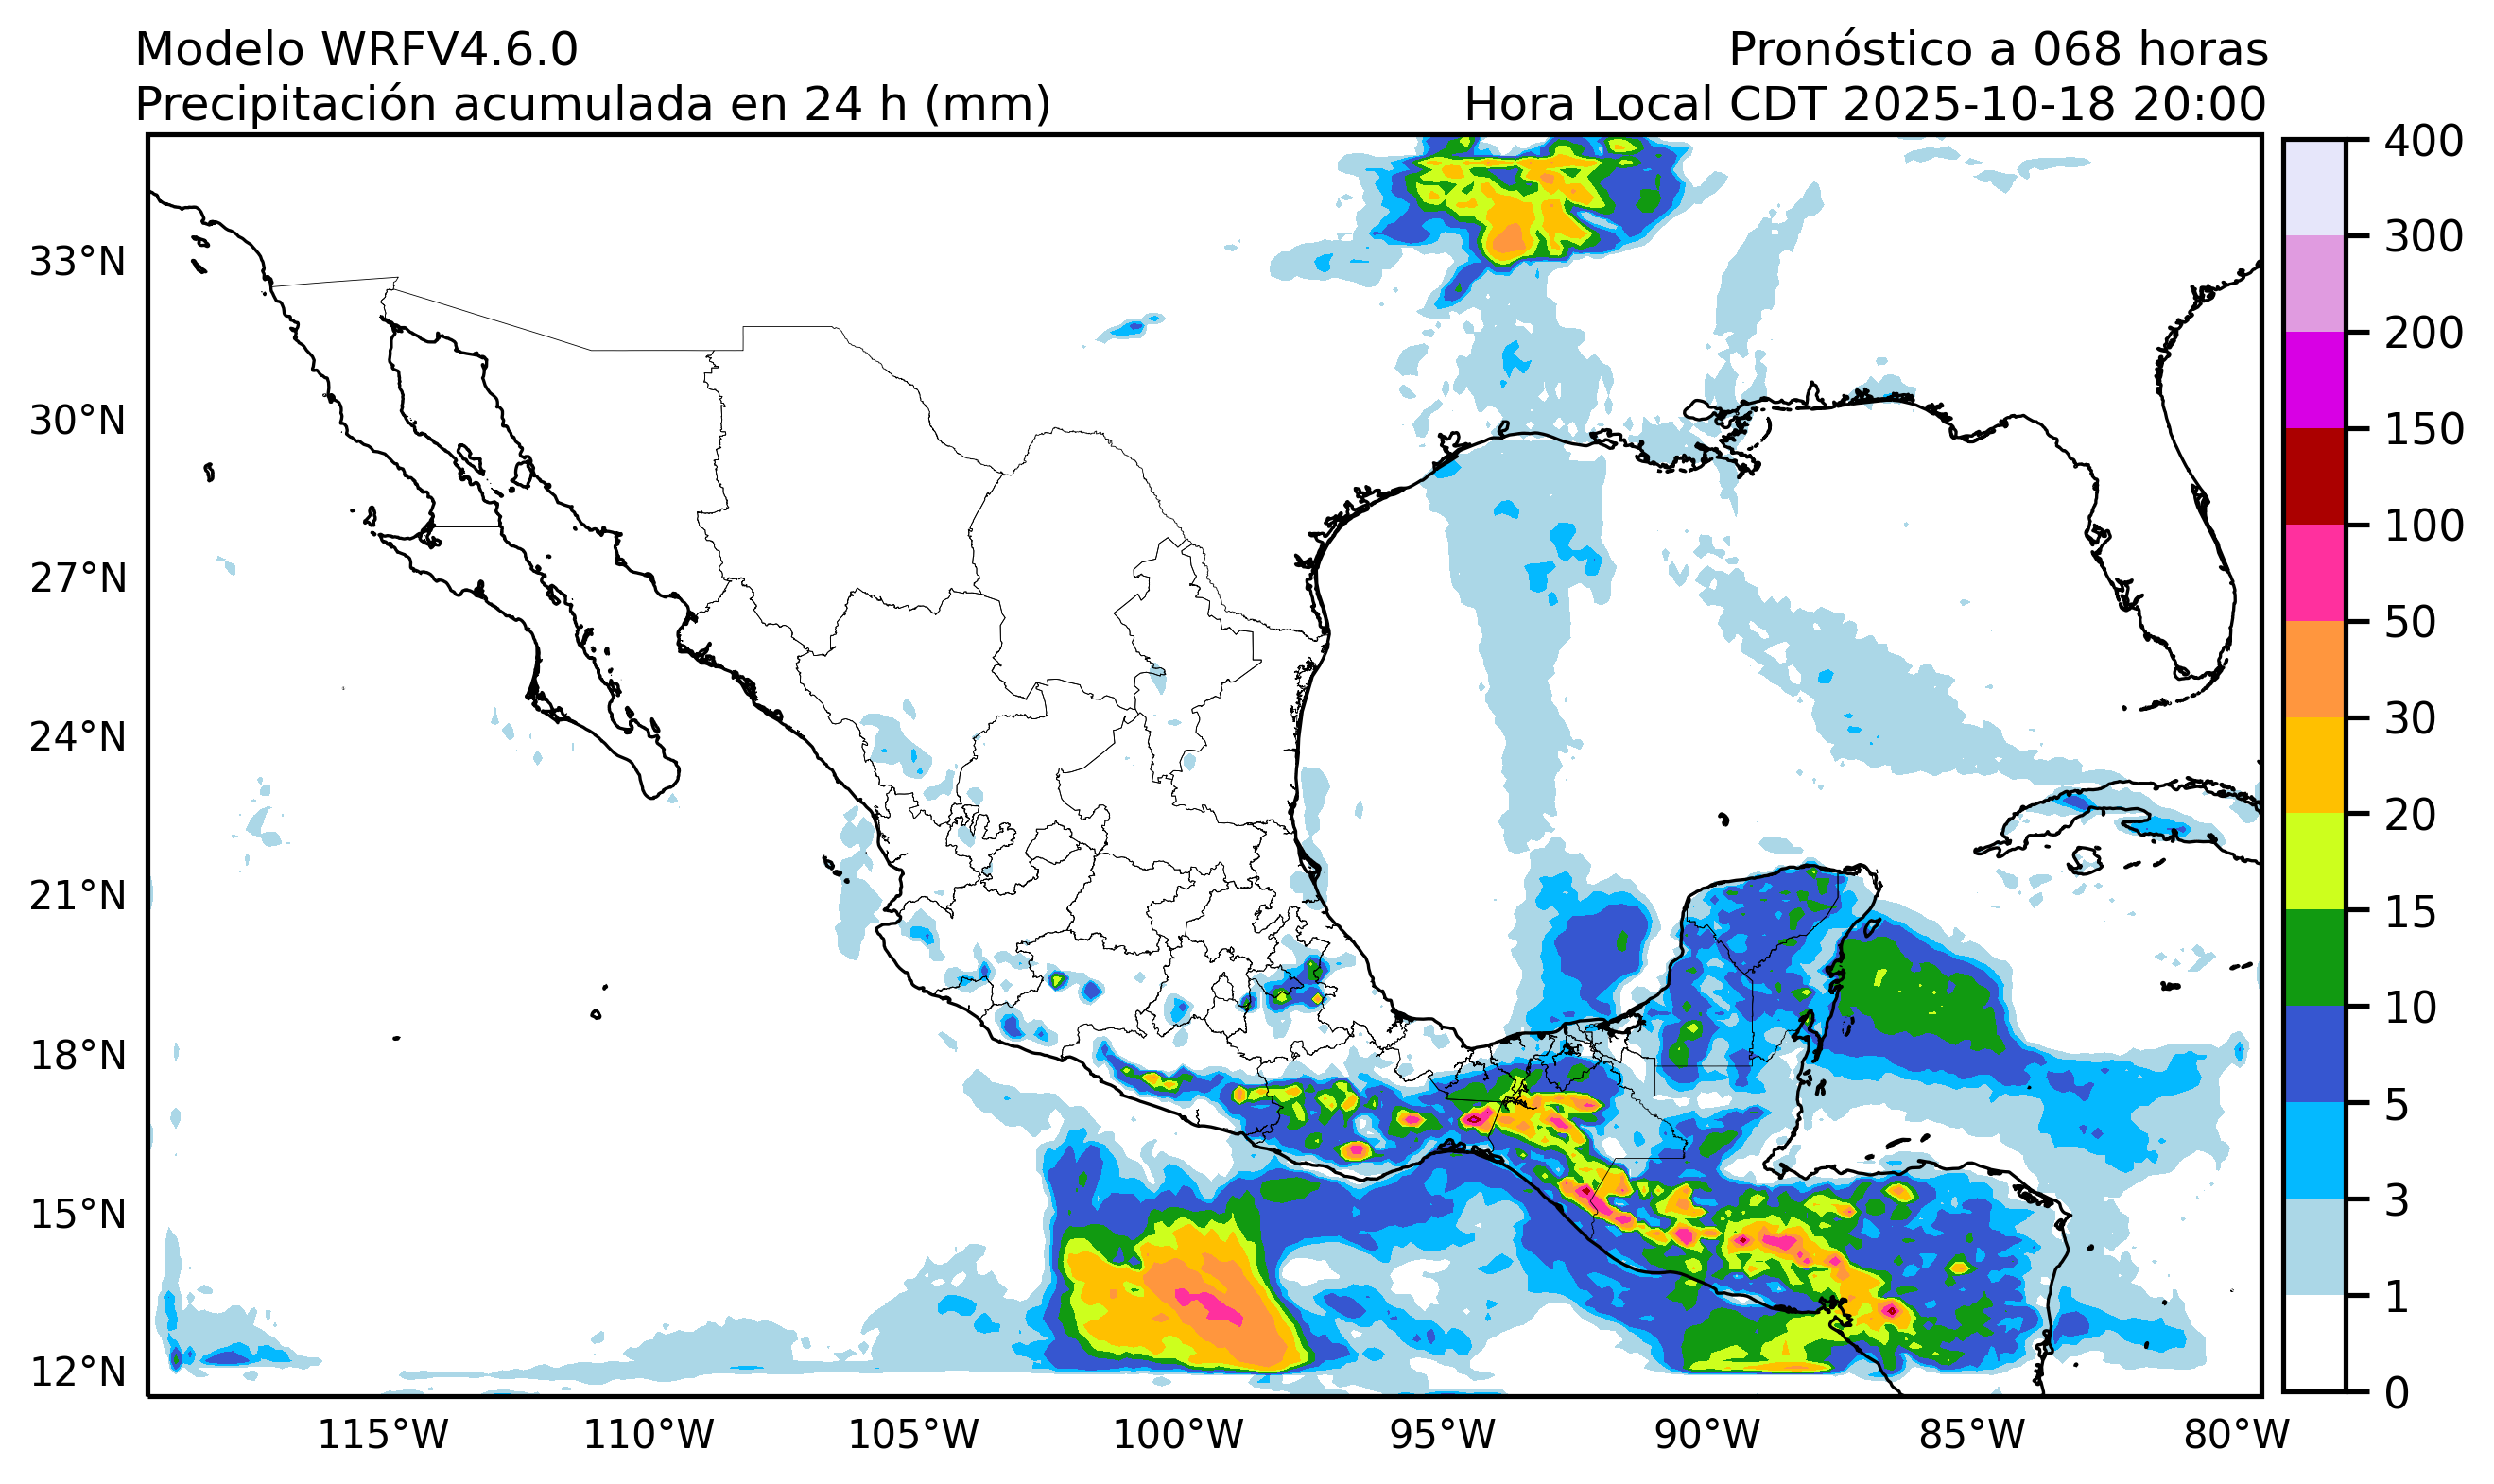 Modelo WRFV4.6.0
Pronóstico a 068 horas
Precipitación acumulada en 24 h (mm)
Hora Local CDT 2025-10-18 20:00
33°N
30°N
27°N
24°N
21°N
18°N
15°N
12°N
115°W
110°W
105°W
100°W
95°W
90°W
85°W
80°W
400
300
200
150
100
50
30
20
15
10
5
3
1
0